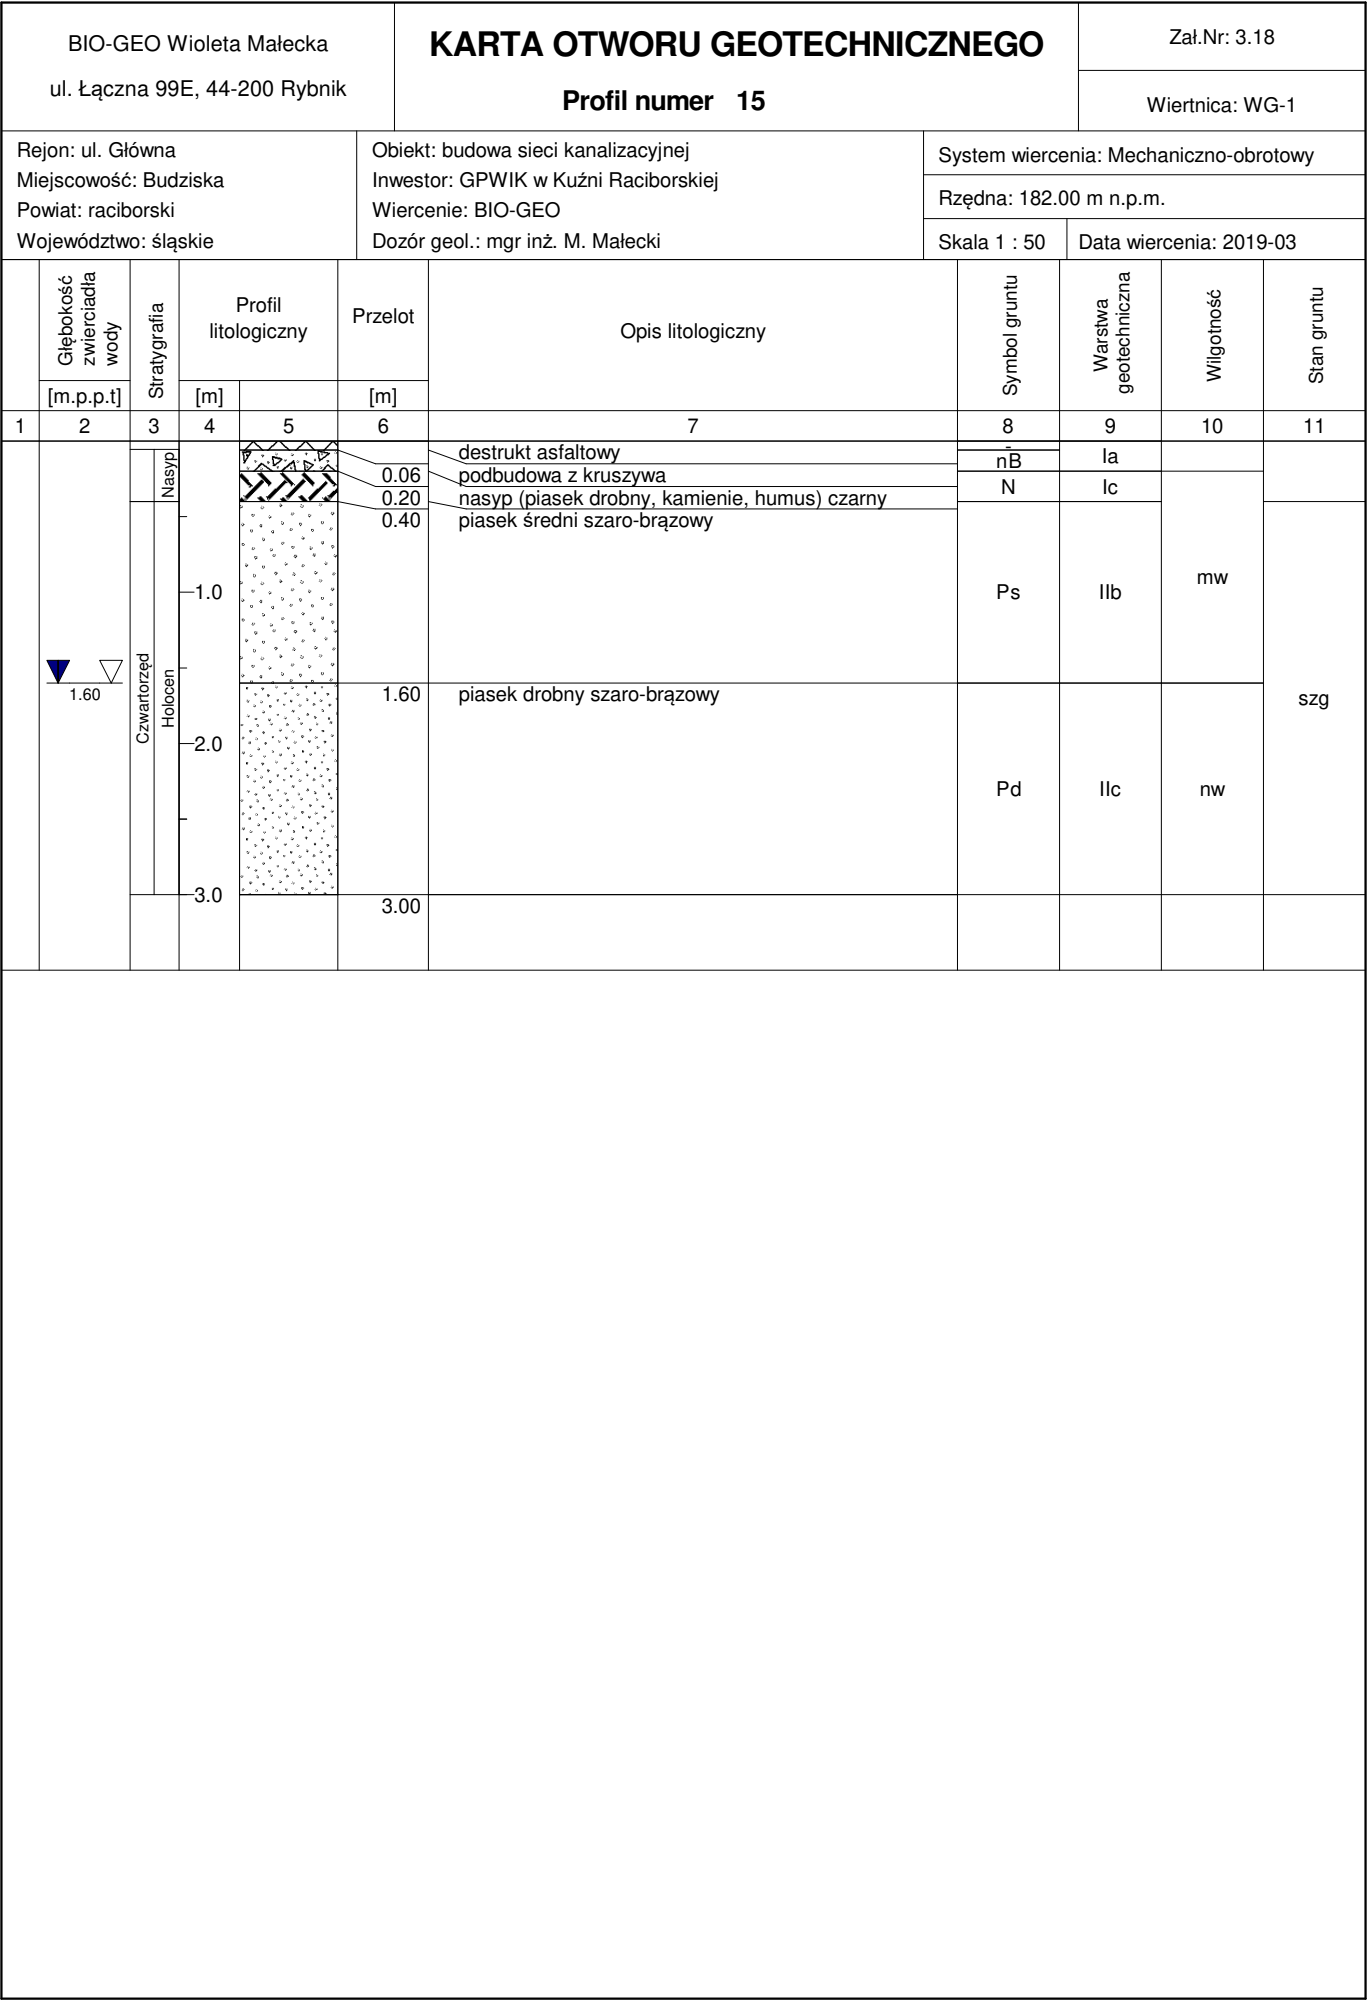 BIO-GEO Wioleta Małecka
ul. Łączna 99E, 44-200 Rybnik
KARTA OTWORU GEOTECHNICZNEGO
Profil numer 15
Zał.Nr: 3.18
Wiertnica: WG-1
Rejon: ul. Główna
Miejscowość: Budziska
Powiat: raciborski
Województwo: śląskie
Obiekt: budowa sieci kanalizacyjnej
Inwestor: GPWIK w Kuźni Raciborskiej
Wiercenie: BIO-GEO
Dozór geol.: mgr inż. M. Małecki
System wiercenia: Mechaniczno-obrotowy
Rzędna: 182.00 m n.p.m.
Skala 1 : 50
Data wiercenia: 2019-03
Głębokość
zwierciadła
wody
[m.p.p.t]
Stratygrafia
Profil
litologiczny
[m]
Przelot
[m]
Opis litologiczny
Symbol gruntu
Warstwa
geotechniczna
Wilgotność
Stan gruntu
1 2 3 4 5 6 7 8 9 10 11
Nasyp
destrukt asfaltowy
-
0.06 podbudowa z kruszywa nB Ia
0.20 nasyp (piasek drobny, kamienie, humus) czarny N Ic
0.40 piasek średni szaro-brązowy
1.0
Ps IIb mw
1.60
Czwartorzęd
Holocen
1.60 piasek drobny szaro-brązowy
szg
2.0
Pd IIc nw
3.0
3.00